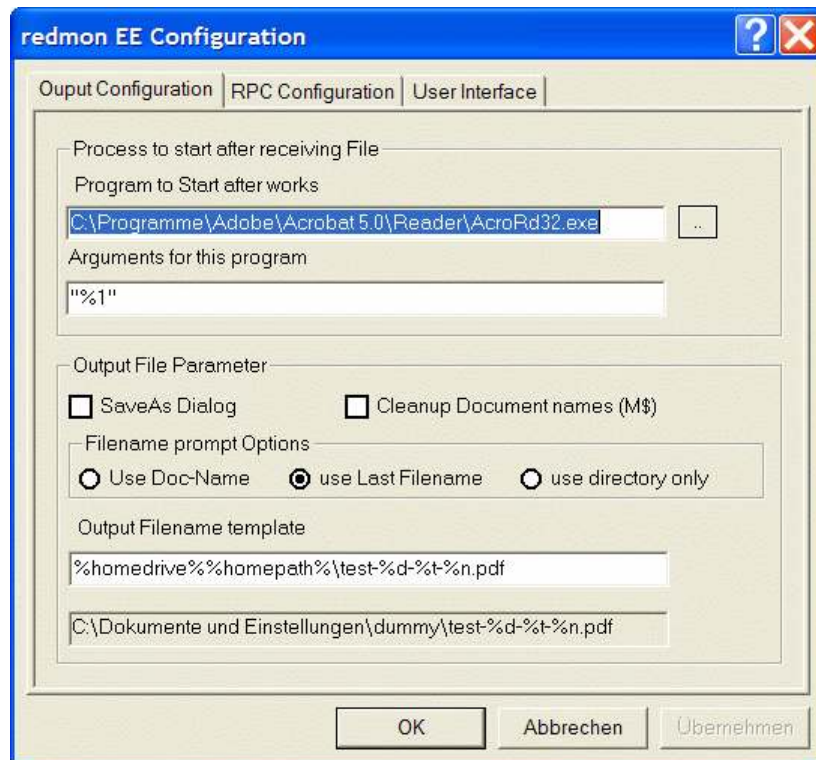 redmon EE Configuration
Ouput Configuration RPC Configuration User Interface
Process to start after receiving File
Program to Start after works
C:\Programme\Adobe\Acrobat 5.0\Reader\AcroRd32.exe ..
Arguments for this program
"%1"
Output File Parameter
SaveAs Dialog Cleanup Document names (M$)
Filename prompt Options
Use Doc-Name use Last Filename use directory only
Output Filename template
%homedrive%%homepath%\test-%d-%t-%n.pdf
C:\Dokumente und Einstellungen\dummy\test-%d-%t-%n.pdf
OK Abbrechen Übernehmen